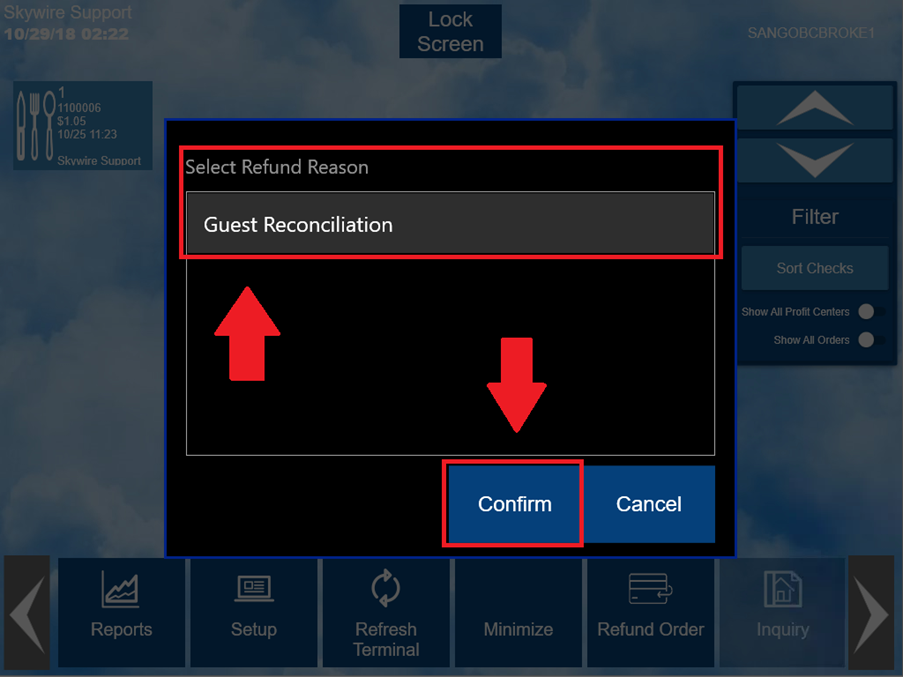 Skywire Support
10/29/18 02:22
Lock
Screen
SANGOBCBROKE1
1
1100006
$1.05
10/25 11:23
Skywire Support
Select Refund Reason
Guest Reconciliation
Filter
Sort Checks
Show All Profit Centers
Show All Orders
Confirm
Cancel
Reports
Setup
Refresh
Terminal
Minimize
Refund Order
Inquiry